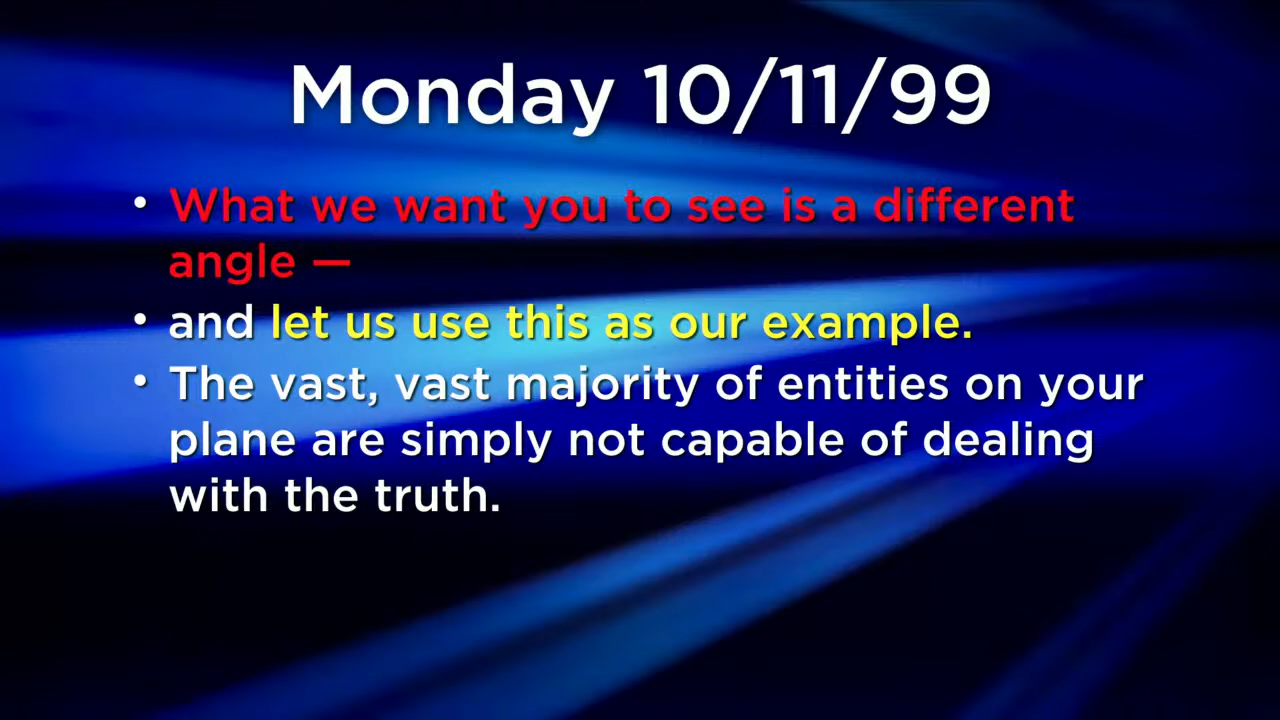 Monday 10/11/99
• What we want you to see is a different
angle —
• and let us use this as our example.
• The vast, vast majority of entities on your
plane are simply not capable of dealing
with the truth.